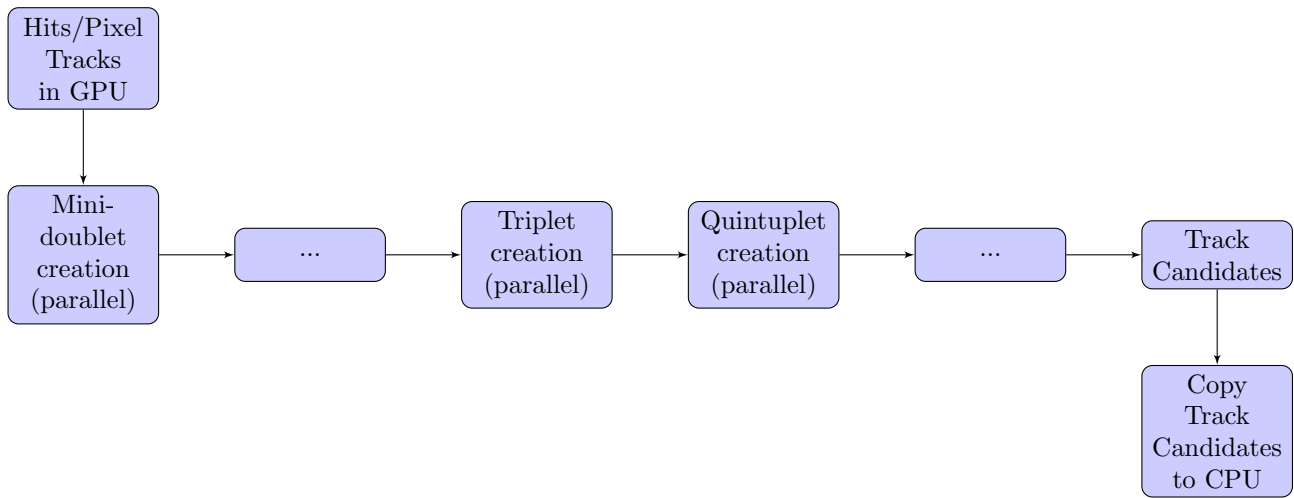 Hits/Pixel
Tracks
in GPU
Mini-
doublet
creation
(parallel)
...
Triplet
creation
(parallel)
Quintuplet
creation
(parallel)
...
Track
Candidates
Copy
Track
Candidates
to CPU